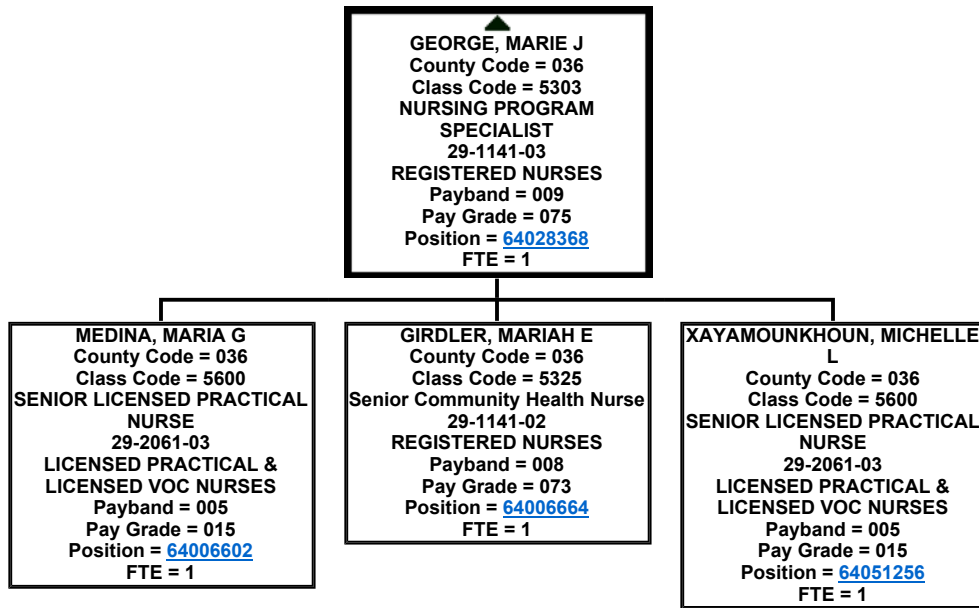 GEORGE, MARIE J
County Code = 036
Class Code = 5303
NURSING PROGRAM
SPECIALIST
29-1141-03
REGISTERED NURSES
Payband = 009
Pay Grade = 075
Position = 64028368
FTE = 1
MEDINA, MARIA G
County Code = 036
Class Code = 5600
SENIOR LICENSED PRACTICAL
NURSE
29-2061-03
LICENSED PRACTICAL &
LICENSED VOC NURSES
Payband = 005
Pay Grade = 015
Position = 64006602
FTE = 1
GIRDLER, MARIAH E
County Code = 036
Class Code = 5325
Senior Community Health Nurse
29-1141-02
REGISTERED NURSES
Payband = 008
Pay Grade = 073
Position = 64006664
FTE = 1
XAYAMOUNKHOUN, MICHELLE
L
County Code = 036
Class Code = 5600
SENIOR LICENSED PRACTICAL
NURSE
29-2061-03
LICENSED PRACTICAL &
LICENSED VOC NURSES
Payband = 005
Pay Grade = 015
Position = 64051256
FTE = 1